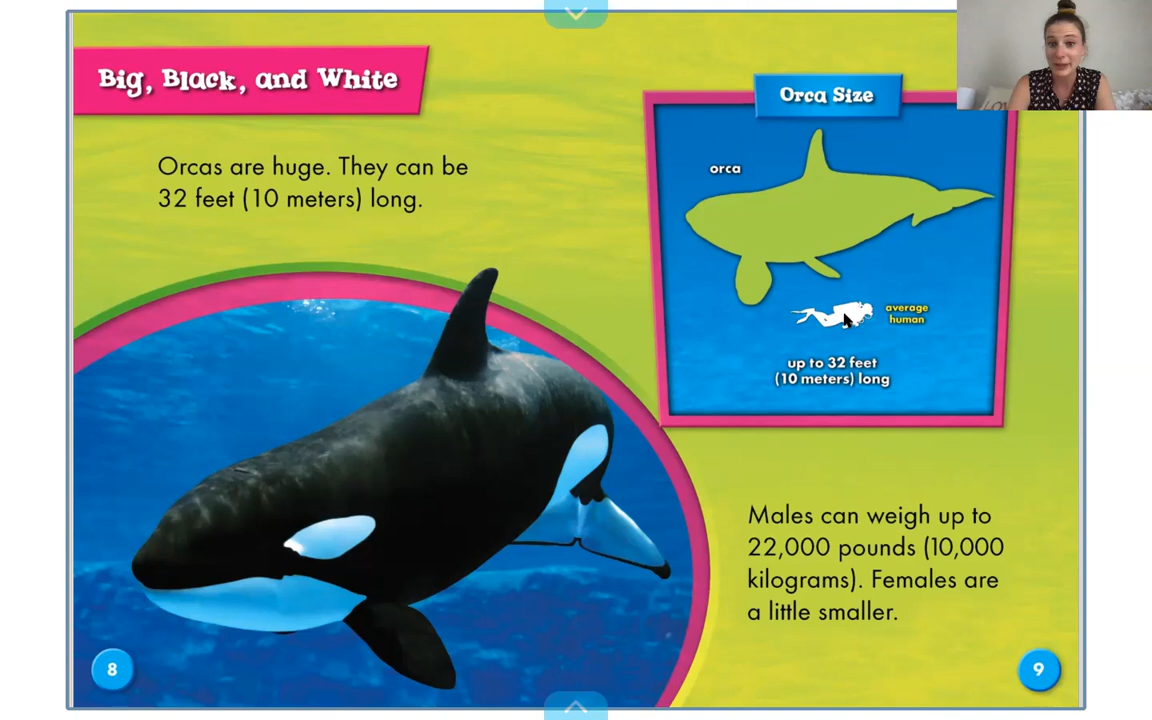 Big, Black, and White
Orcas are huge. They can be
32 feet (10 meters) long.
Orca Size
orca
average
human
up to 32 feet
(10 meters) long
Males can weigh up to
22,000 pounds (10,000
kilograms). Females are
a little smaller.
8
9